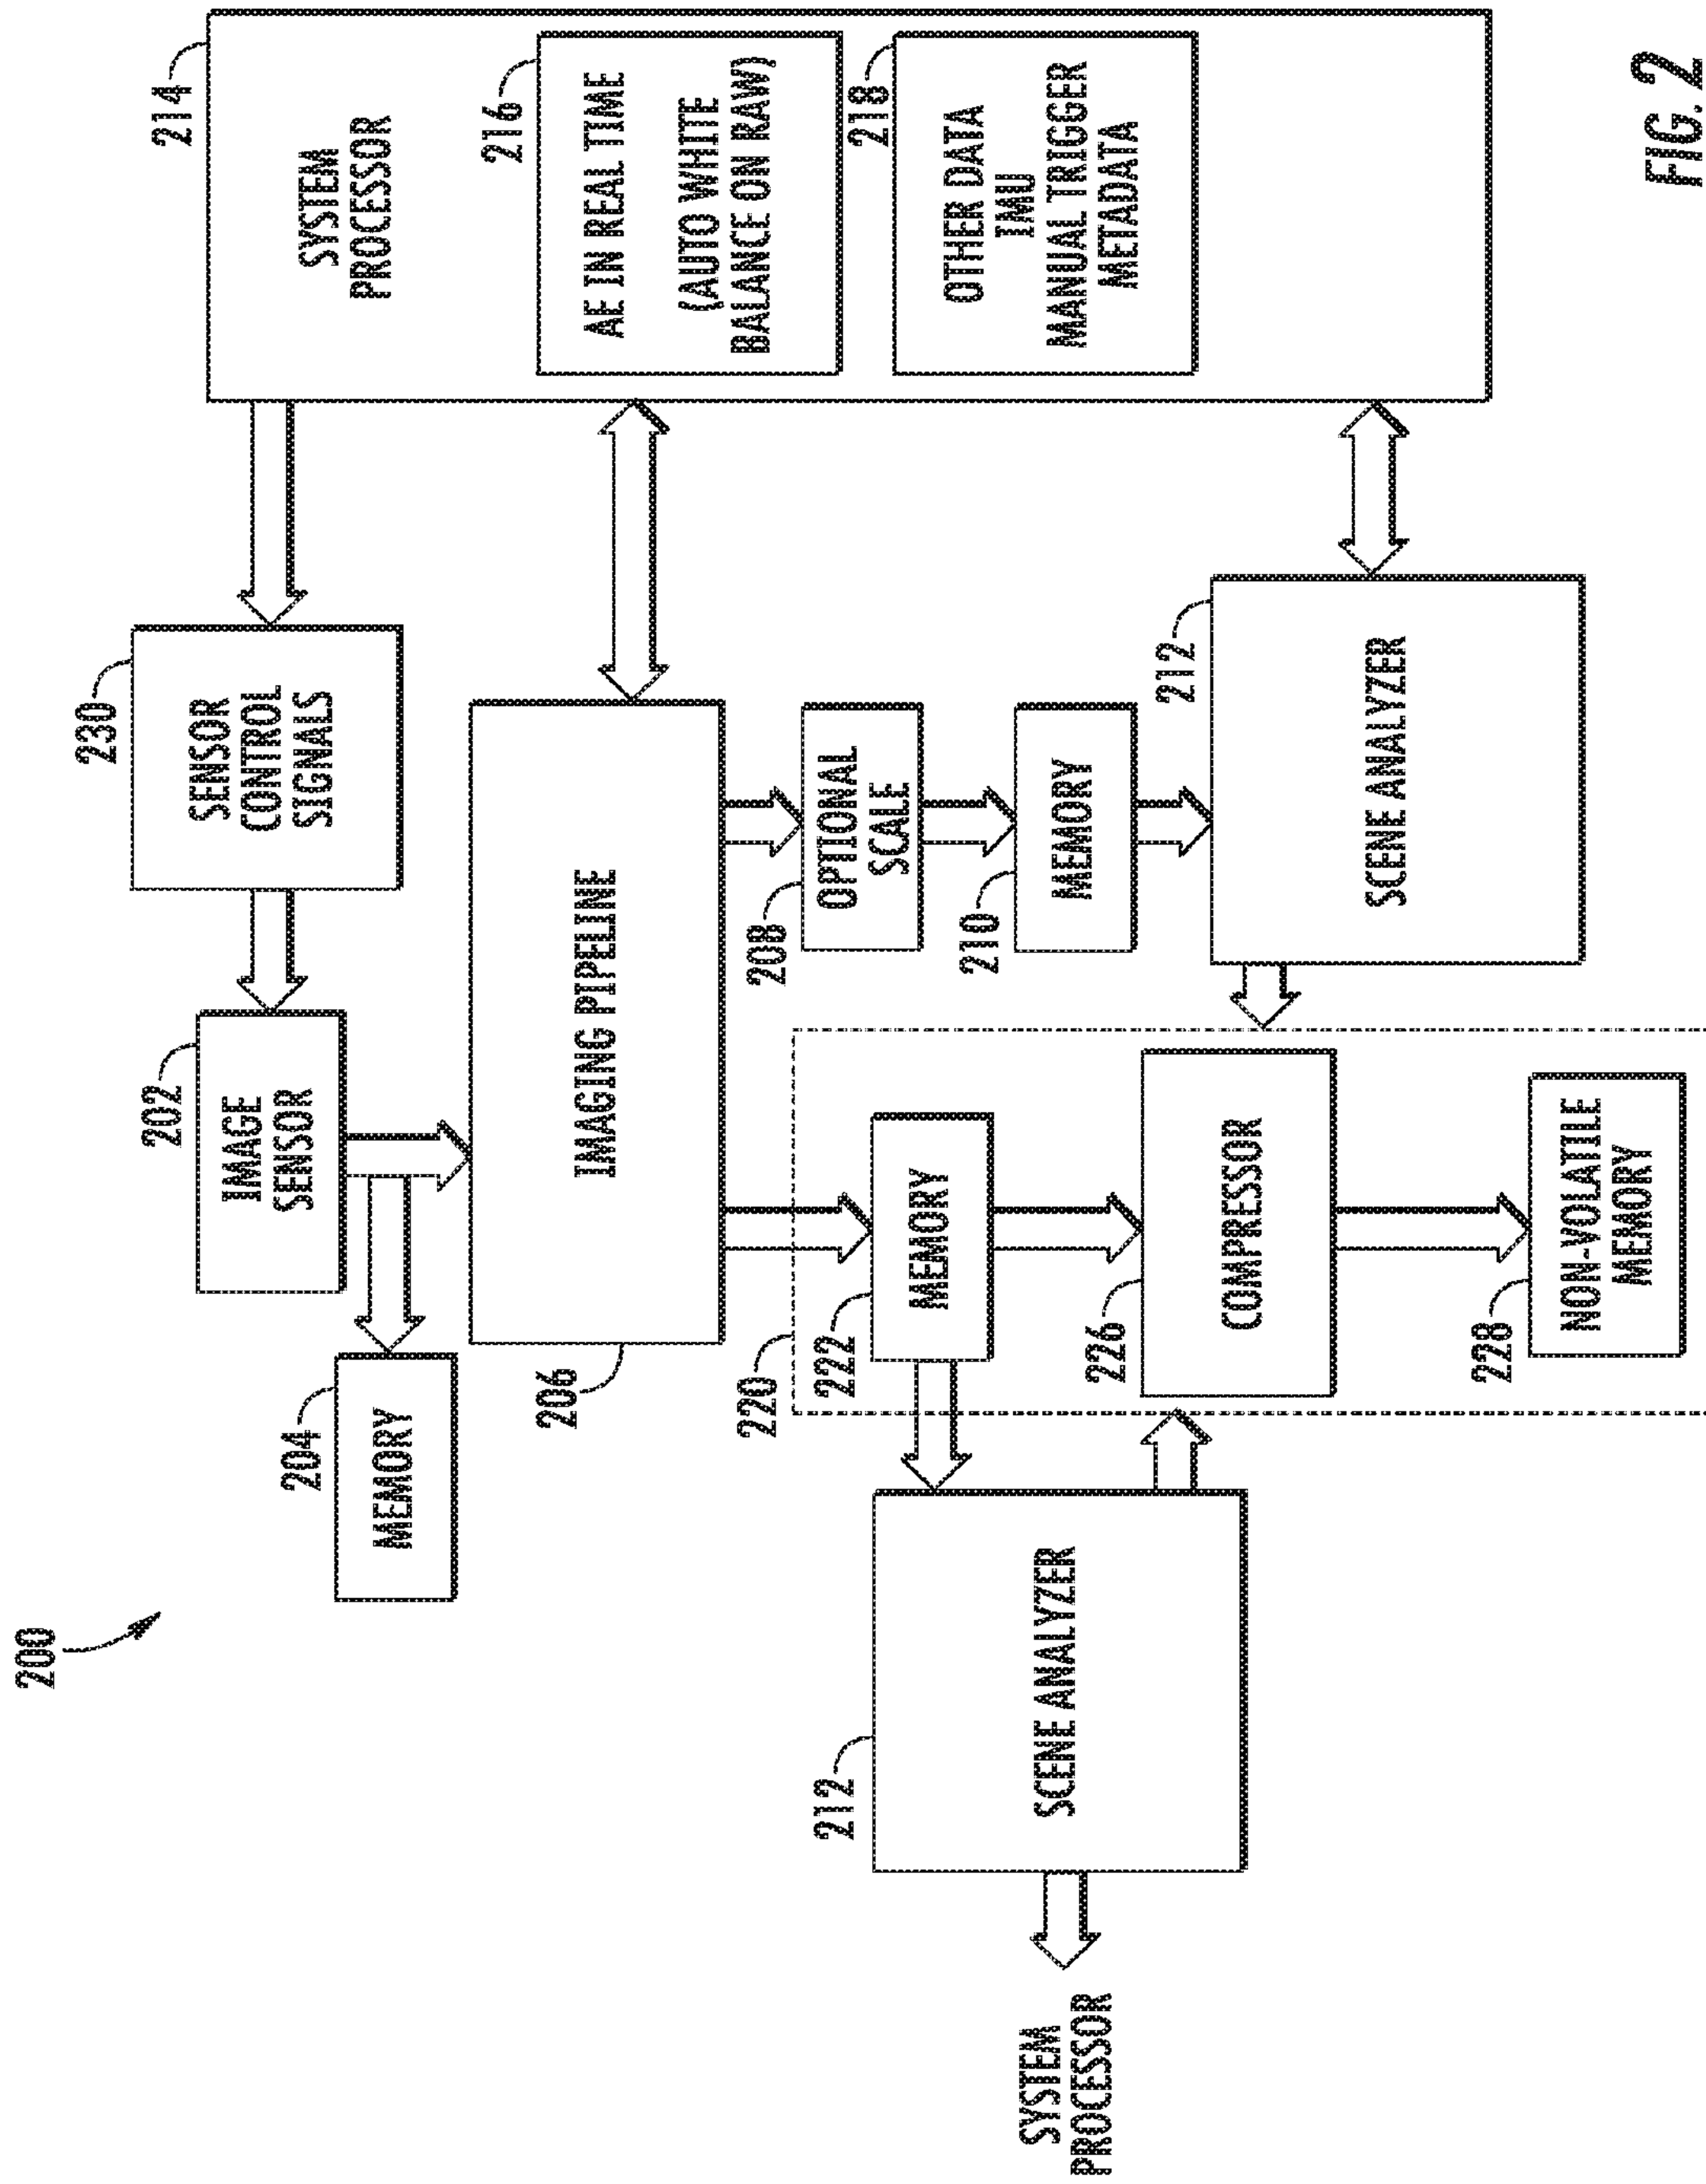 200
230
202
214
IMAGE
SENSOR
SENSOR
CONTROL
SIGNALS
SYSTEM
PROCESSOR
204
MEMORY
216
AE IN REAL TIME
(AUTO WHITE
BALANCE ON RAW)
206
IMAGING PIPELINE
208
OPTIONAL
SCALE
218
OTHER DATA
IMU
MANUAL TRIGGER
METADATA
220
222
MEMORY
210
MEMORY
212
SCENE ANALYZER
SYSTEM
PROCESSOR
226
COMPRESSOR
212
SCENE ANALYZER
228
NON-VOLATILE
MEMORY
FIG. 2